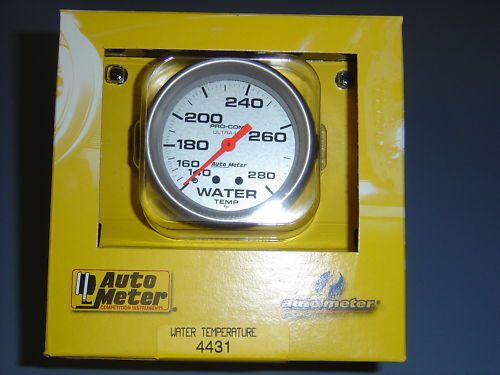 240
200
260
PRO-COMP
ULTRA-LITE
180
160
Auto Meter
140
280
WATER
TEMP
°F
Auto
Meter
COMPETITION INSTRUMENTS
®
Auto meter
®
WATER TEMPERATURE
4431